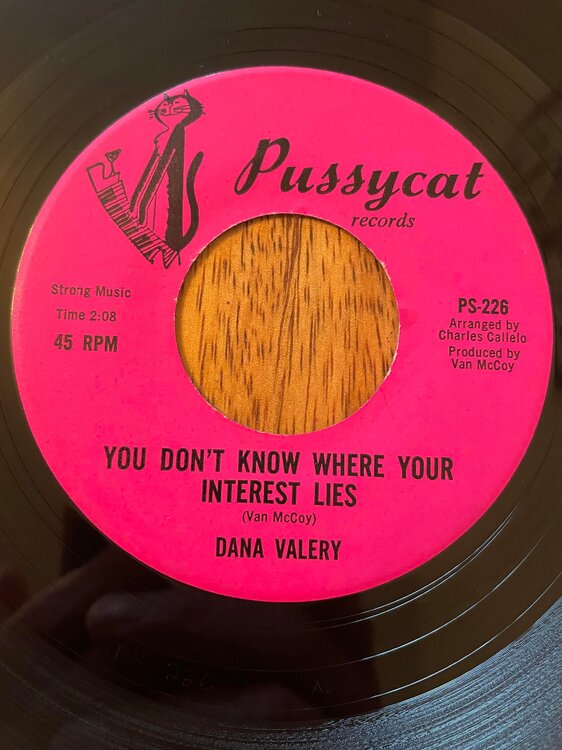 Pussycat
records
Strong Music
Time 2:08
45 RPM
PS-226
Arranged by
Charles Callelo
Produced by
Van McCoy
YOU DON'T KNOW WHERE YOUR
INTEREST LIES
(Van McCoy)
DANA VALERY